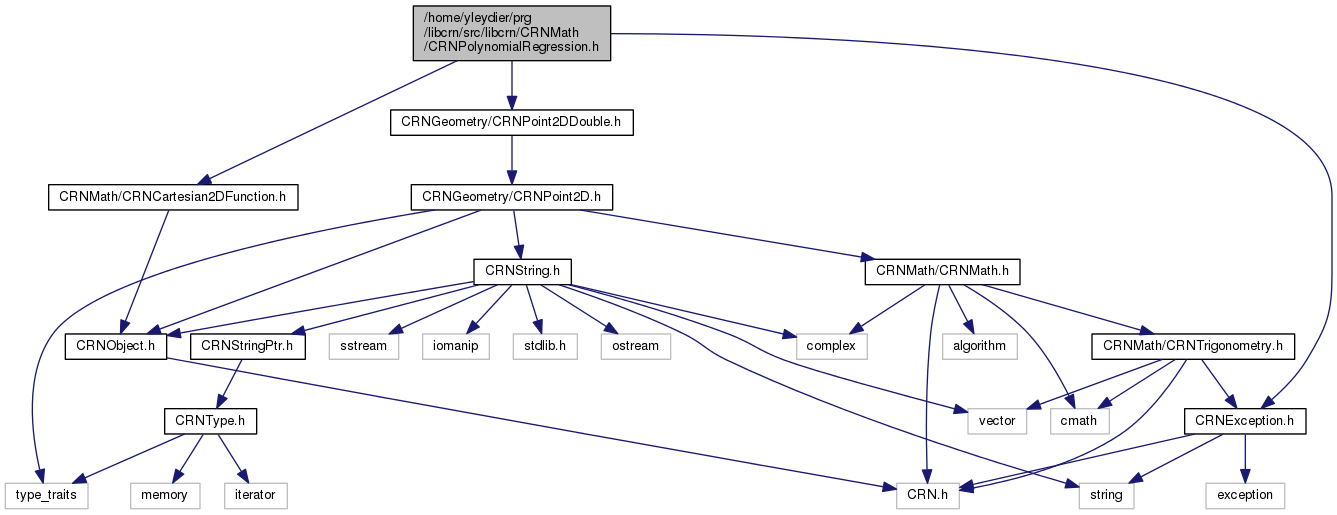 /home/yleydier/prg
/libcrn/src/libcrn/CRNMath
/CRNPolynomialRegression.h
CRNGeometry/CRNPoint2DDouble.h
CRNMath/CRNCartesian2DFunction.h
CRNGeometry/CRNPoint2D.h
CRNString.h
CRNMath/CRNMath.h
CRNObject.h
CRNStringPtr.h
sstream
iomanip
stdlib.h
ostream
complex
algorithm
CRNMath/CRNTrigonometry.h
CRNType.h
vector
cmath
CRNException.h
type_traits
memory
iterator
CRN.h
string
exception